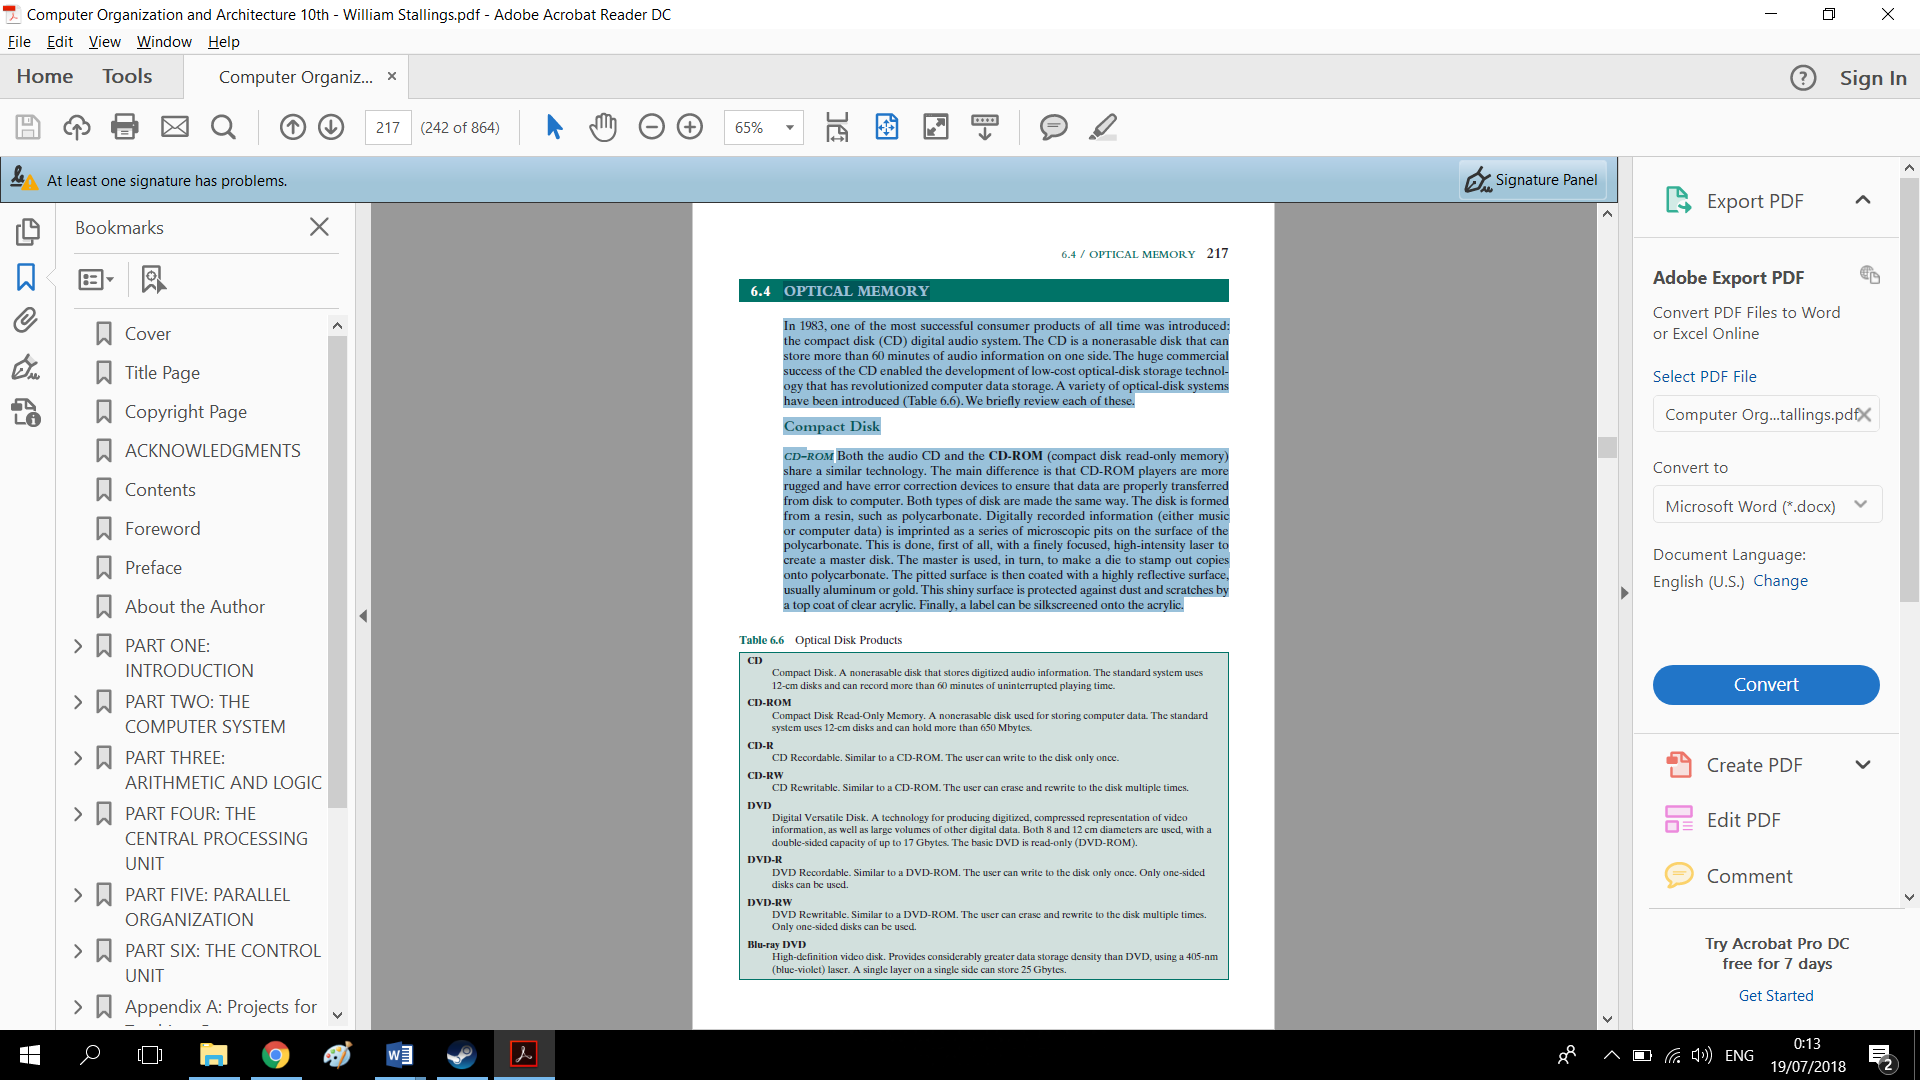 Computer Organization and Architecture 10th - William Stallings.pdf - Adobe Acrobat Reader DC
File Edit View Window Help
Home Tools Computer Organiz... × ? Sign In
217 (242 of 864) 65%
At least one signature has problems. Signature Panel
Bookmarks
Cover
Title Page
Copyright Page
ACKNOWLEDGMENTS
Contents
Foreword
Preface
About the Author
PART ONE:
INTRODUCTION
PART TWO: THE
COMPUTER SYSTEM
PART THREE:
ARITHMETIC AND LOGIC
PART FOUR: THE
CENTRAL PROCESSING
UNIT
PART FIVE: PARALLEL
ORGANIZATION
PART SIX: THE CONTROL
UNIT
Appendix A: Projects for
6.4 / OPTICAL MEMORY 217
6.4 OPTICAL MEMORY
In 1983, one of the most successful consumer products of all time was introduced:
the compact disk (CD) digital audio system. The CD is a nonerasable disk that can
store more than 60 minutes of audio information on one side. The huge commercial
success of the CD enabled the development of low-cost optical-disk storage technol-
ogy that has revolutionized computer data storage. A variety of optical-disk systems
have been introduced (Table 6.6). We briefly review each of these.
Compact Disk
CD-ROM Both the audio CD and the CD-ROM (compact disk read-only memory)
share a similar technology. The main difference is that CD-ROM players are more
rugged and have error correction devices to ensure that data are properly transferred
from disk to computer. Both types of disk are made the same way. The disk is formed
from a resin, such as polycarbonate. Digitally recorded information (either music
or computer data) is imprinted as a series of microscopic pits on the surface of the
polycarbonate. This is done, first of all, with a finely focused, high-intensity laser to
create a master disk. The master is used, in turn, to make a die to stamp out copies
onto polycarbonate. The pitted surface is then coated with a highly reflective surface,
usually aluminum or gold. This shiny surface is protected against dust and scratches by
a top coat of clear acrylic. Finally, a label can be silkscreened onto the acrylic.
Table 6.6 Optical Disk Products
CD
Compact Disk. A nonerasable disk that stores digitized audio information. The standard system uses
12-cm disks and can record more than 60 minutes of uninterrupted playing time.
CD-ROM
Compact Disk Read-Only Memory. A nonerasable disk used for storing computer data. The standard
system uses 12-cm disks and can hold more than 650 Mbytes.
CD-R
CD Recordable. Similar to a CD-ROM. The user can write to the disk only once.
CD-RW
CD Rewritable. Similar to a CD-ROM. The user can erase and rewrite to the disk multiple times.
DVD
Digital Versatile Disk. A technology for producing digitized, compressed representation of video
information, as well as large volumes of other digital data. Both 8 and 12 cm diameters are used, with a
double-sided capacity of up to 17 Gbytes. The basic DVD is read-only (DVD-ROM).
DVD-R
DVD Recordable. Similar to a DVD-ROM. The user can write to the disk only once. Only one-sided
disks can be used.
DVD-RW
DVD Rewritable. Similar to a DVD-ROM. The user can erase and rewrite to the disk multiple times.
Only one-sided disks can be used.
Blu-ray DVD
High-definition video disk. Provides considerably greater data storage density than DVD, using a 405-nm
(blue-violet) laser. A single layer on a single side can store 25 Gbytes.
Export PDF
Adobe Export PDF
Convert PDF Files to Word
or Excel Online
Select PDF File
Computer Org...tallings.pdf
Convert to
Microsoft Word (*.docx)
Document Language:
English (U.S.) Change
Convert
Create PDF
Edit PDF
Comment
Try Acrobat Pro DC
free for 7 days
Get Started
ENG
0:13
19/07/2018
2